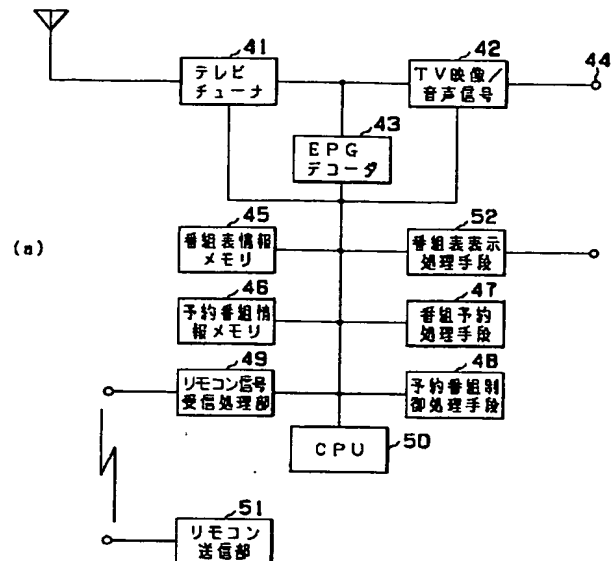 41
テレビ
チューナ
42
TV映像/
音声信号
44
43
EPG
デコーダ
(a)
45
番組表情報
メモリ
52
番組表表示
処理手段
46
予約番組情
報メモリ
47
番組予約
処理手段
49
リモコン信号
受信処理部
48
予約番組制
御処理手段
CPU
50
51
リモコン
送信部